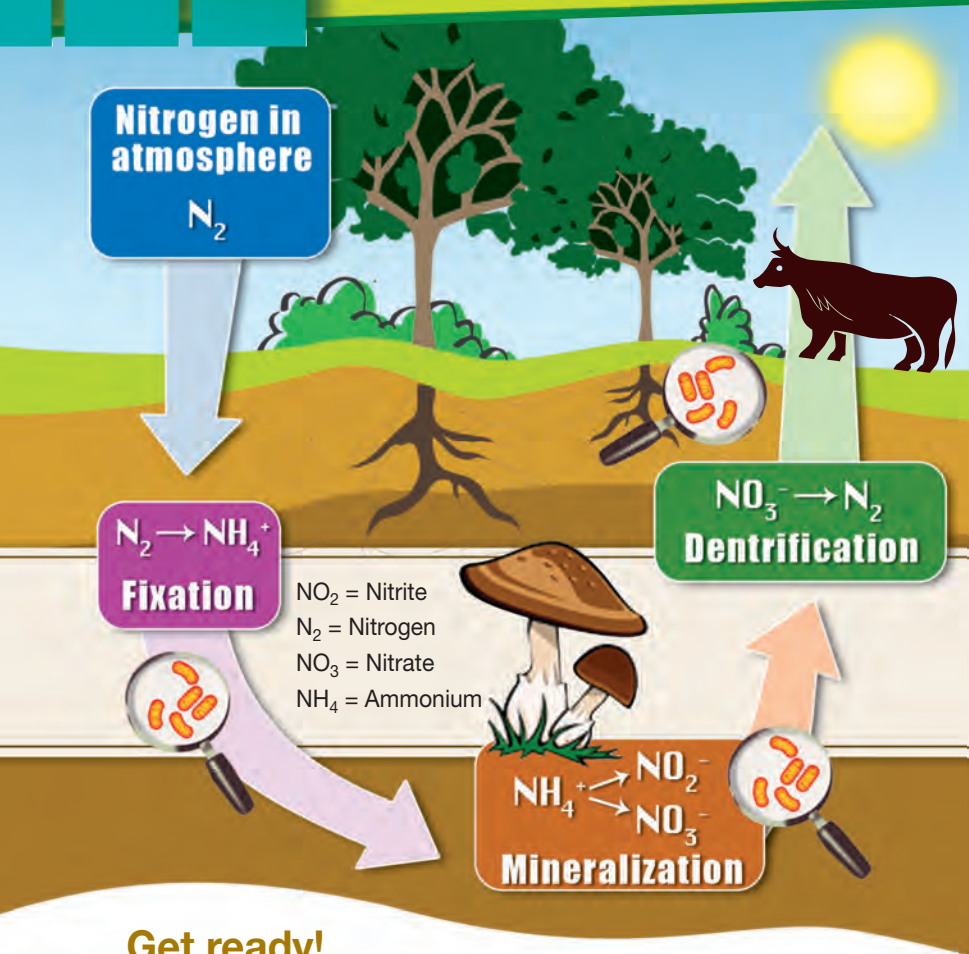 Nitrogen in
atmosphere
N₂
N₂ → NH₄⁺
Fixation
NO₂ = Nitrite
N₂ = Nitrogen
NO₃ = Nitrate
NH₄ = Ammonium
NO₃⁻ → N₂
Dentrification
NH₄⁺ NO₂⁻
NO₃⁻
Mineralization
Get ready!